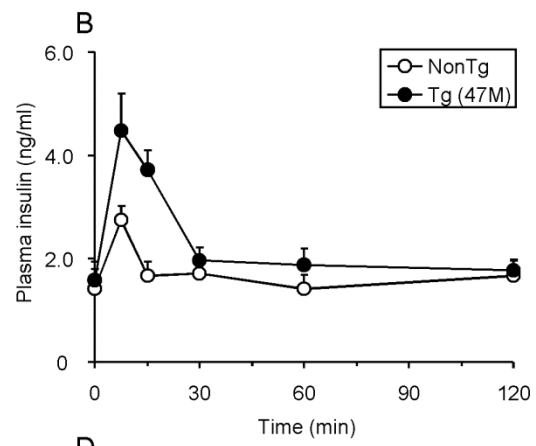 B
6.0
4.0
2.0
0
Plasma insulin (ng/ml)
NonTg
Tg (47M)
0 30 60 90 120
Time (min)